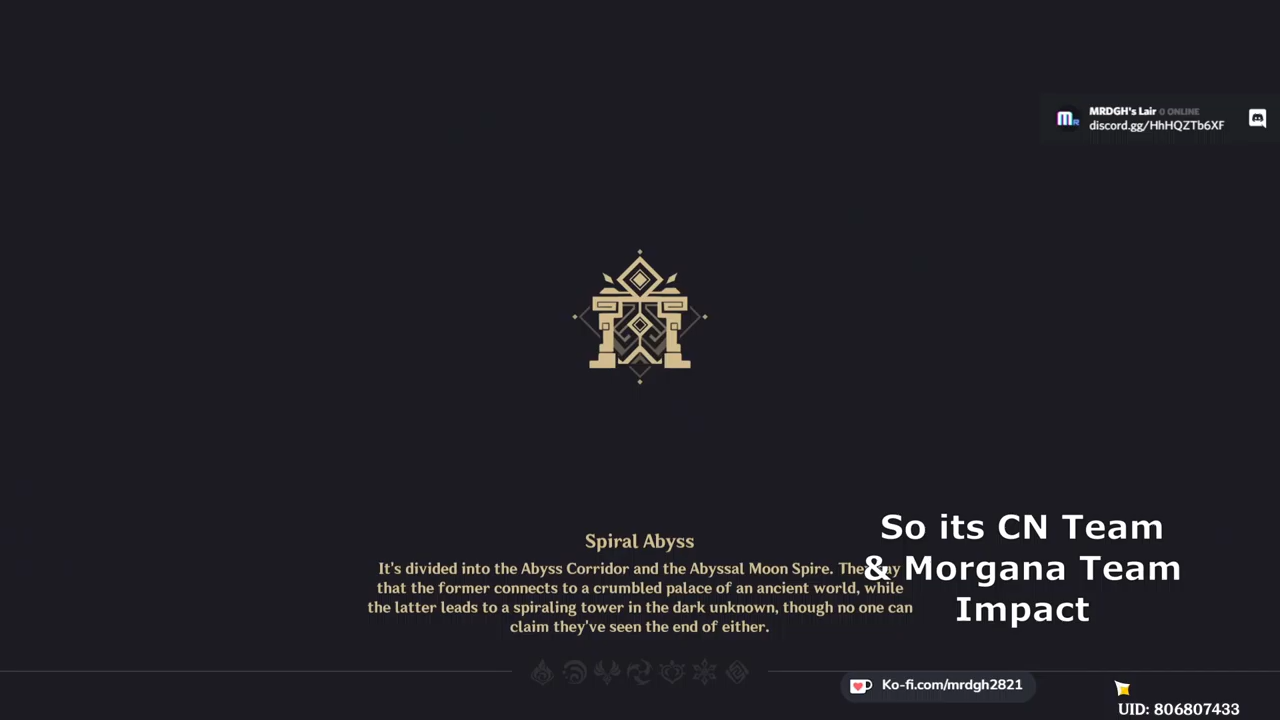 MRDGH's Lair 0 ONLINE
discord.gg/HhHQZTb6XF
Spiral Abyss
It's divided into the Abyss Corridor and the Abyssal Moon Spire. They
that the former connects to a crumbled palace of an ancient world, while
the latter leads to a spiraling tower in the dark unknown, though no one can
claim they've seen the end of either.
So its CN Team
& Morgana Team
Impact
Ko-fi.com/mrdgh2821
UID: 806807433